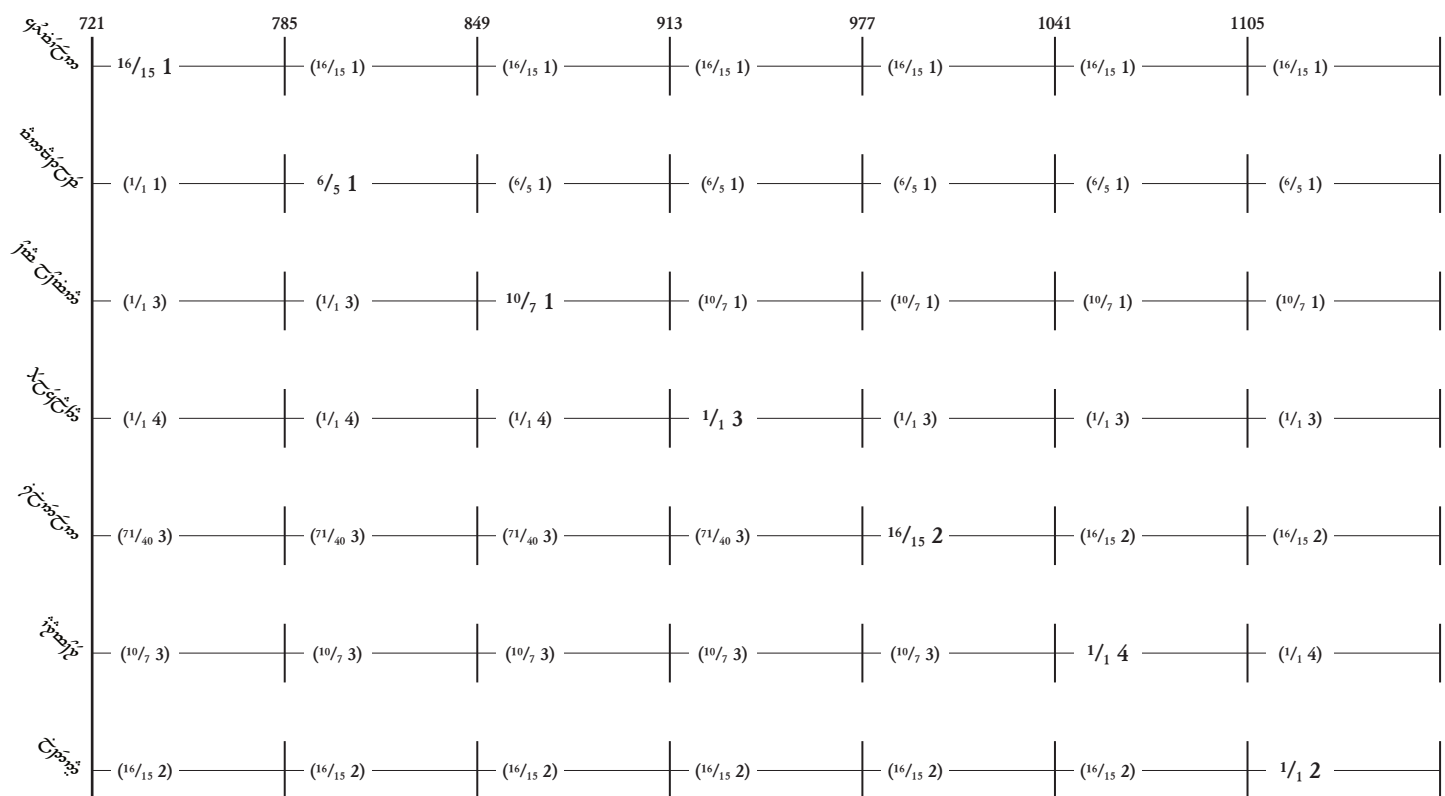 721 785 849 913 977 1041 1105
16/15 1 (16/15 1) (16/15 1) (16/15 1) (16/15 1) (16/15 1) (16/15 1)
(1/1 1) 6/5 1 (6/5 1) (6/5 1) (6/5 1) (6/5 1) (6/5 1)
(1/1 3) (1/1 3) 10/7 1 (10/7 1) (10/7 1) (10/7 1) (10/7 1)
(1/1 4) (1/1 4) (1/1 4) 1/1 3 (1/1 3) (1/1 3) (1/1 3)
(71/40 3) (71/40 3) (71/40 3) (71/40 3) 16/15 2 (16/15 2) (16/15 2)
(10/7 3) (10/7 3) (10/7 3) (10/7 3) (10/7 3) 1/1 4 (1/1 4)
(16/15 2) (16/15 2) (16/15 2) (16/15 2) (16/15 2) (16/15 2) 1/1 2